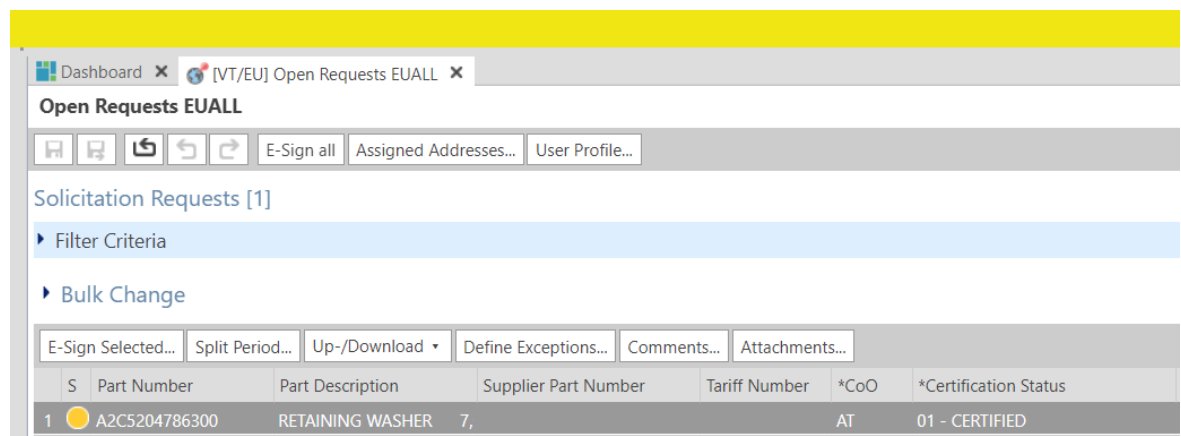 Dashboard [VT/EU] Open Requests EUALL
Open Requests EUALL
E-Sign all Assigned Addresses... User Profile...
Solicitation Requests [1]
Filter Criteria
Bulk Change
E-Sign Selected... Split Period... Up-/Download Define Exceptions... Comments... Attachments...
S Part Number Part Description Supplier Part Number Tariff Number *CoO *Certification Status
1 A2C5204786300 RETAINING WASHER 7, AT 01 - CERTIFIED